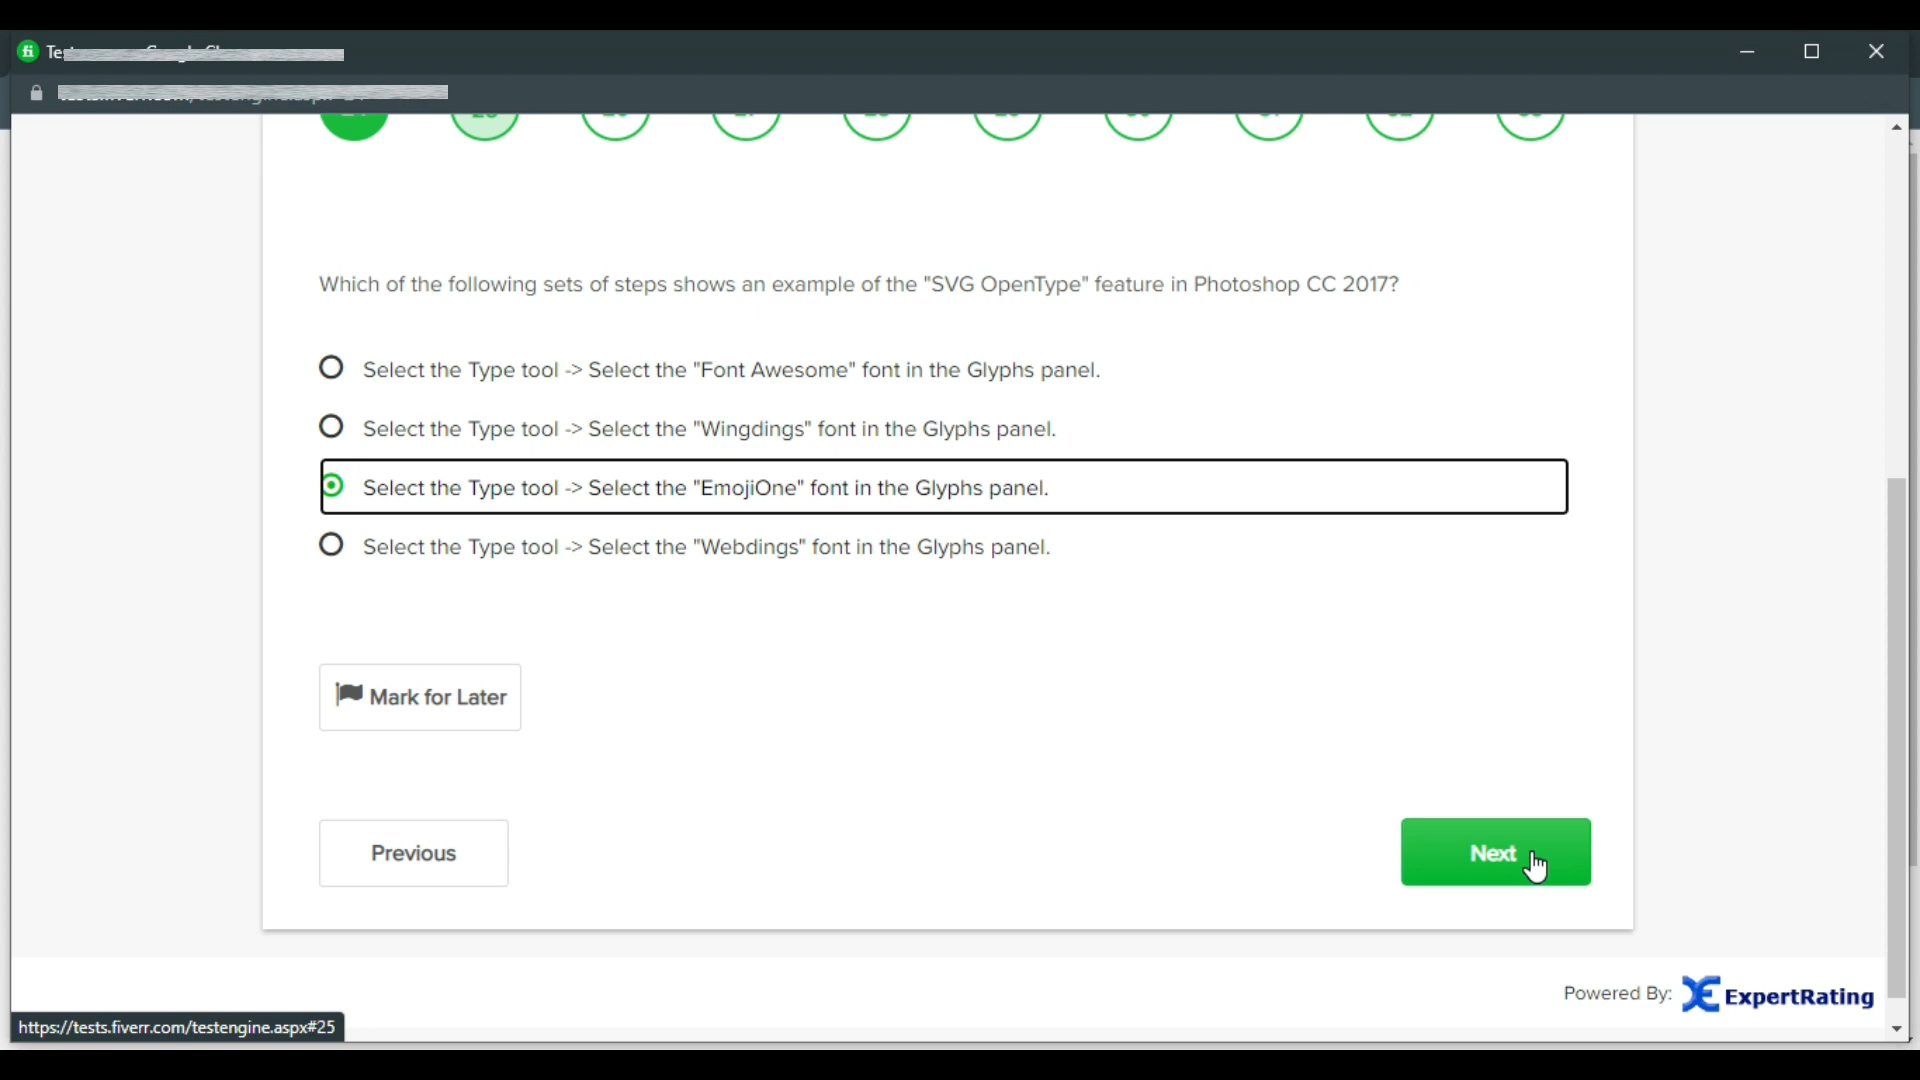 Which of the following sets of steps shows an example of the "SVG OpenType" feature in Photoshop CC 2017?
Select the Type tool -> Select the "Font Awesome" font in the Glyphs panel.
Select the Type tool -> Select the "Wingdings" font in the Glyphs panel.
Select the Type tool -> Select the "EmojiOne" font in the Glyphs panel.
Select the Type tool -> Select the "Webdings" font in the Glyphs panel.
Mark for Later
Previous
Next
Powered By: ExpertRating
https://tests.fiverr.com/testengine.aspx#25